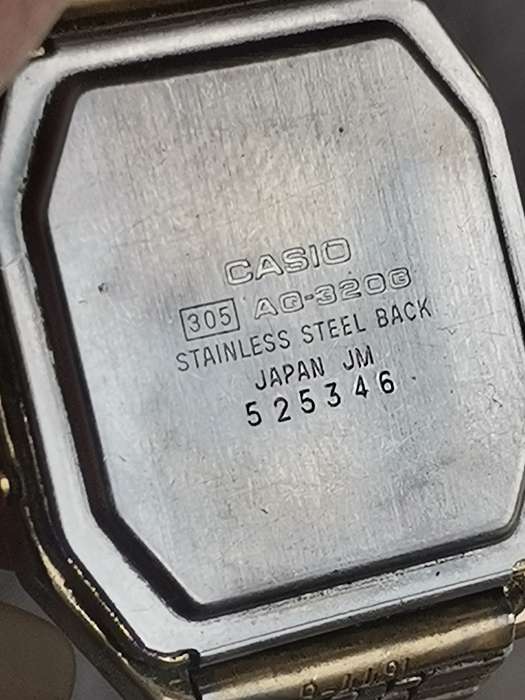 CASIO
305 AQ-320G
STAINLESS STEEL BACK
JAPAN JM
525346